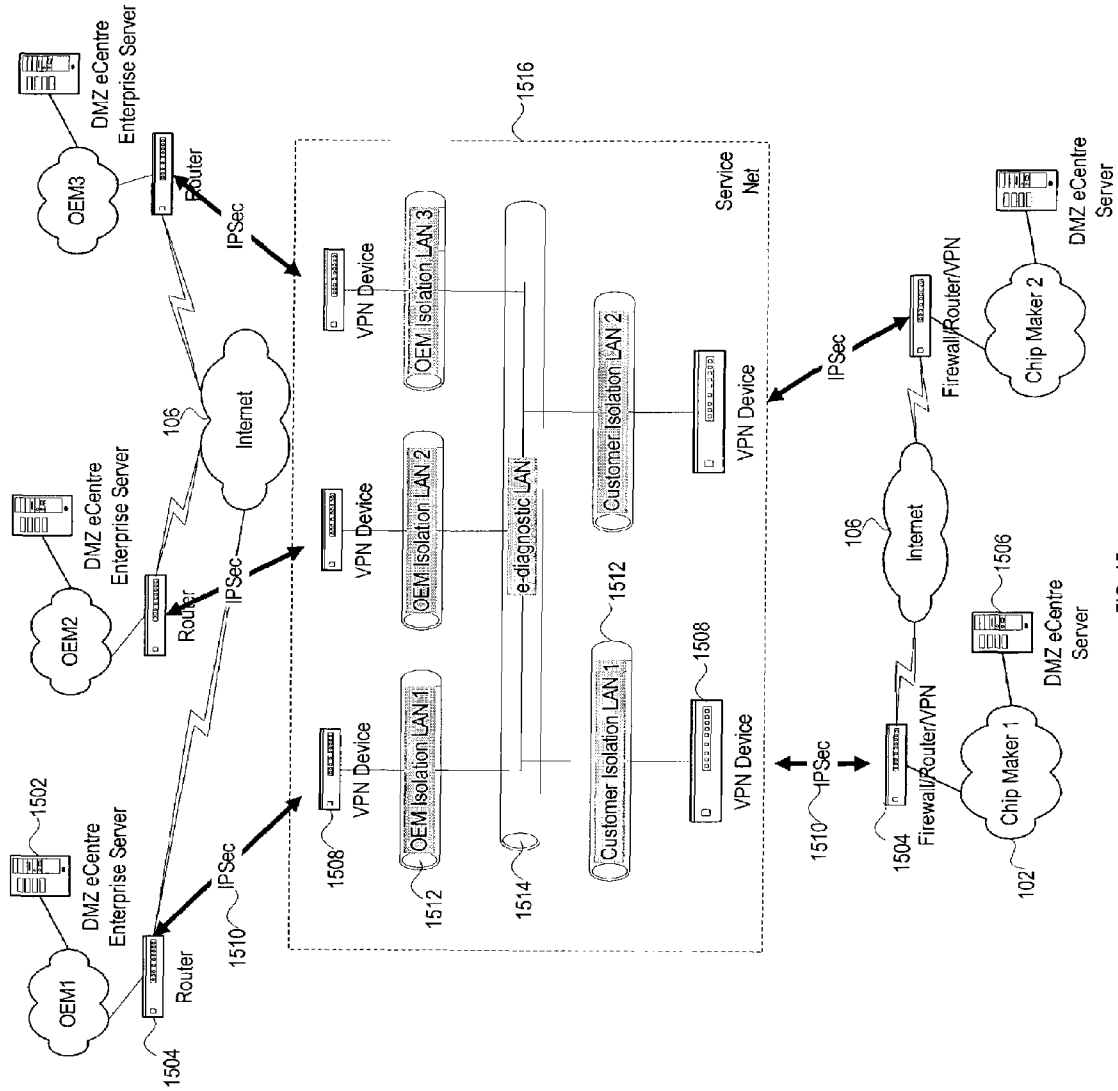 DMZ eCentre
Enterprise Server
1502
OEM1
Router
1504
IPSec
1510
DMZ eCentre
Enterprise Server
OEM2
Router
IPSec
106
Internet
DMZ eCentre
Enterprise Server
OEM3
Router
IPSec
1516
VPN Device
1508
VPN Device
VPN Device
OEM Isolation LAN 1
1512
OEM Isolation LAN 2
OEM Isolation LAN 3
e-diagnostic LAN
1514
Customer Isolation LAN 1
1512
Customer Isolation LAN 2
Service
Net
VPN Device
1508
VPN Device
IPSec
1510
IPSec
Firewall/Router/VPN
1504
106
Internet
Firewall/Router/VPN
Chip Maker 1
102
1506
DMZ eCentre
Server
Chip Maker 2
DMZ eCentre
Server